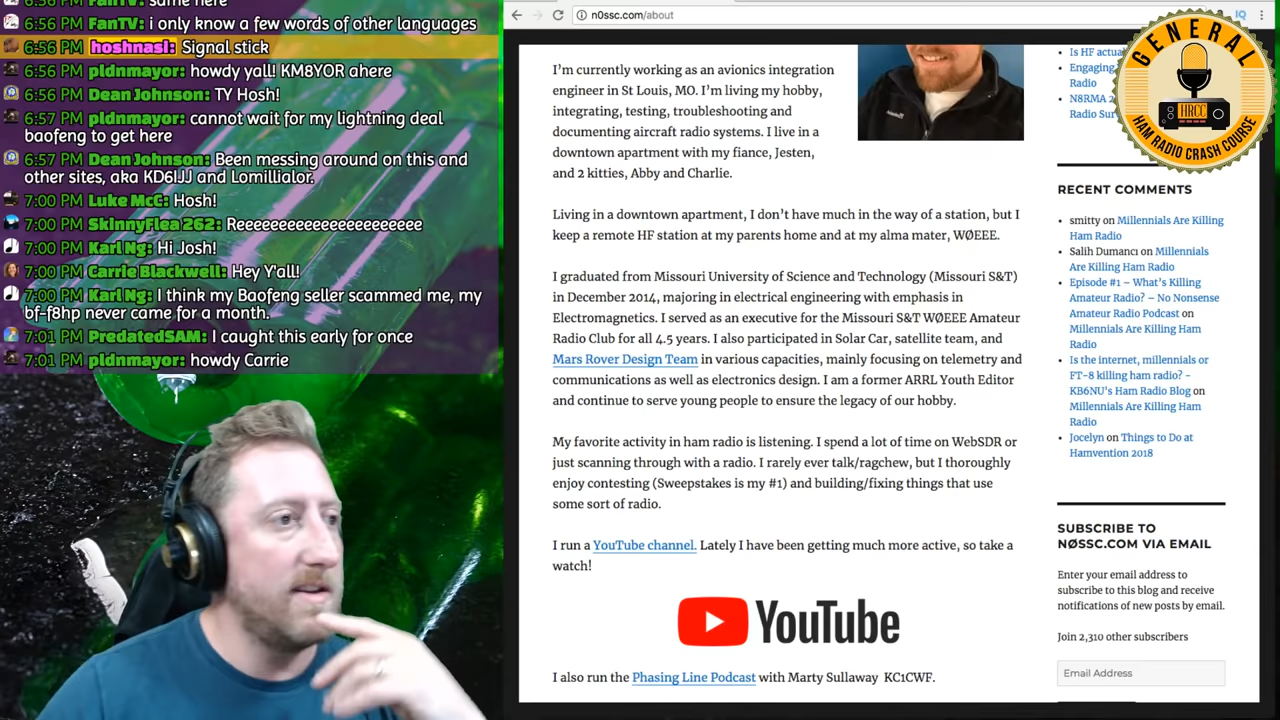 6:56 PM FanTV: same here
6:56 PM FanTV: i only know a few words of other languages
6:56 PM hoshnasi: Signal stick
6:56 PM pldnmayor: howdy yall! KM8YOR ahere
6:56 PM Dean Johnson: TY Hosh!
6:57 PM pldnmayor: cannot wait for my lightning deal
baofeng to get here
6:57 PM Dean Johnson: Been messing around on this and
other sites, aka KD6IJJ and Lomillialor.
7:00 PM Luke McC: Hosh!
7:00 PM SkinnyFlea 262: Reeeeeeeeeeeeeeeeeeeee
7:00 PM Karl Ng: Hi Josh!
7:00 PM Carrie Blackwell: Hey Y'all!
7:00 PM Karl Ng: I think my Baofeng seller scammed me, my
bf-f8hp never came for a month.
7:01 PM PredatedSAM: I caught this early for once
7:01 PM pldnmayor: howdy Carrie
n0ssc.com/about
I'm currently working as an avionics integration
engineer in St Louis, MO. I'm living my hobby,
integrating, testing, troubleshooting and
documenting aircraft radio systems. I live in a
downtown apartment with my fiance, Jesten,
and 2 kitties, Abby and Charlie.
Living in a downtown apartment, I don't have much in the way of a station, but I
keep a remote HF station at my parents home and at my alma mater, WØEEE.
I graduated from Missouri University of Science and Technology (Missouri S&T)
in December 2014, majoring in electrical engineering with emphasis in
Electromagnetics. I served as an executive for the Missouri S&T WØEEE Amateur
Radio Club for all 4.5 years. I also participated in Solar Car, satellite team, and
Mars Rover Design Team in various capacities, mainly focusing on telemetry and
communications as well as electronics design. I am a former ARRL Youth Editor
and continue to serve young people to ensure the legacy of our hobby.
My favorite activity in ham radio is listening. I spend a lot of time on WebSDR or
just scanning through with a radio. I rarely ever talk/ragchew, but I thoroughly
enjoy contesting (Sweepstakes is my #1) and building/fixing things that use
some sort of radio.
I run a YouTube channel. Lately I have been getting much more active, so take a
watch!
YouTube
I also run the Phasing Line Podcast with Marty Sullaway KC1CWF.
Is HF actu
Engaging
Radio
N8RMA 2
Radio Sur
GENERAL
HRCC
HAM RADIO CRASH COURSE
RECENT COMMENTS
smitty on Millennials Are Killing
Ham Radio
Salih Dumancı on Millennials
Are Killing Ham Radio
Episode #1 – What's Killing
Amateur Radio? – No Nonsense
Amateur Radio Podcast on
Millennials Are Killing Ham
Radio
Is the internet, millennials or
FT-8 killing ham radio? -
KB6NU's Ham Radio Blog on
Millennials Are Killing Ham
Radio
Jocelyn on Things to Do at
Hamvention 2018
SUBSCRIBE TO
NØSSC.COM VIA EMAIL
Enter your email address to
subscribe to this blog and receive
notifications of new posts by email.
Join 2,310 other subscribers
Email Address